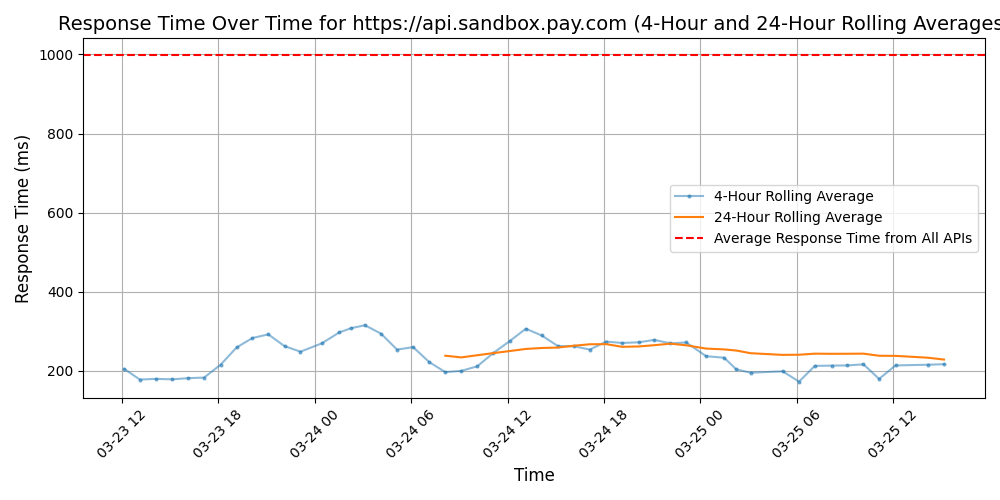 Response Time Over Time for https://api.sandbox.pay.com (4-Hour and 24-Hour Rolling Averages
Response Time (ms)
1000
800
600
400
200
4-Hour Rolling Average
24-Hour Rolling Average
Average Response Time from All APIs
03-23 12
03-23 18
03-24 00
03-24 06
03-24 12
03-24 18
03-25 00
03-25 06
03-25 12
Time